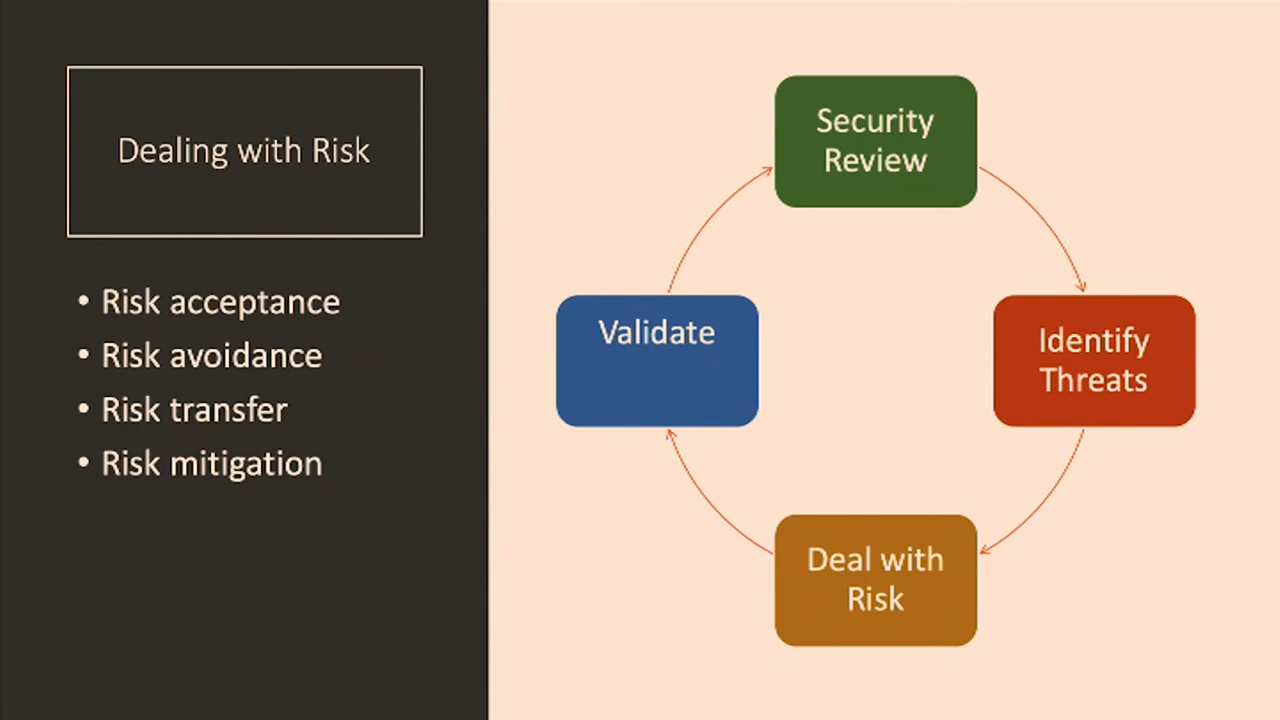 Dealing with Risk
• Risk acceptance
• Risk avoidance
• Risk transfer
• Risk mitigation
Security
Review
Identify
Threats
Deal with
Risk
Validate